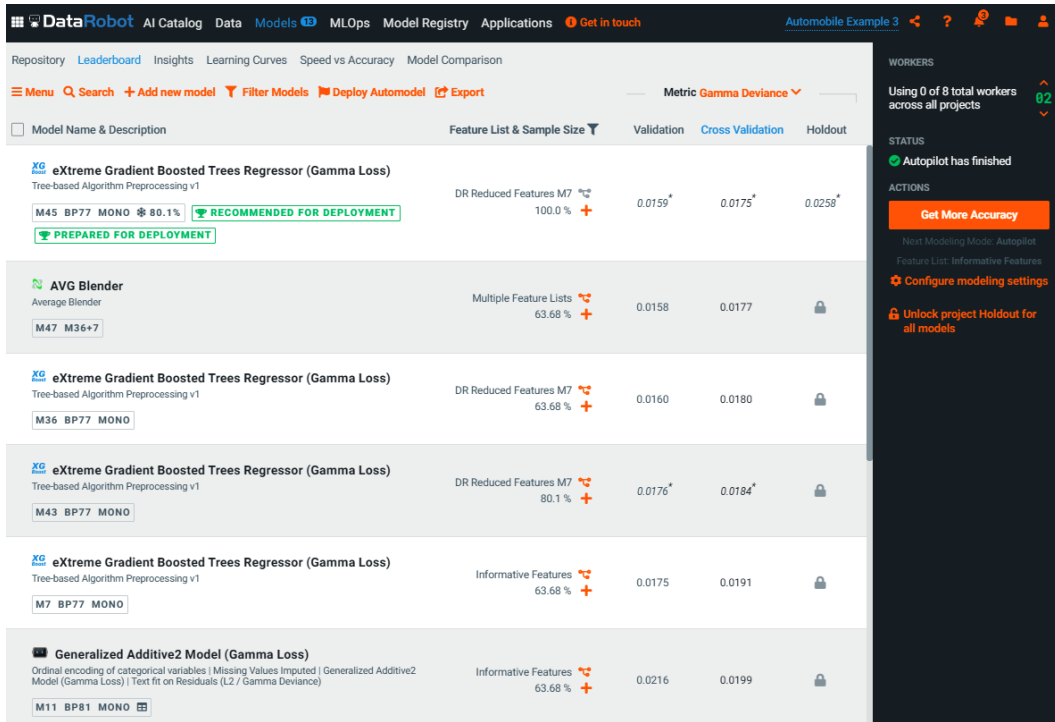 DataRobot AI Catalog Data Models 13 MLOps Model Registry Applications Get in touch Automobile Example 3 ? 3
Repository Leaderboard Insights Learning Curves Speed vs Accuracy Model Comparison
Menu Search + Add new model Filter Models Deploy Automodel Export Metric Gamma Deviance
Model Name & Description Feature List & Sample Size Validation Cross Validation Holdout
XG Boost eXtreme Gradient Boosted Trees Regressor (Gamma Loss)
Tree-based Algorithm Preprocessing v1
M45 BP77 MONO ❄ 80.1% RECOMMENDED FOR DEPLOYMENT
PREPARED FOR DEPLOYMENT
DR Reduced Features M7
100.0 % +
0.0159* 0.0175* 0.0258*
AVG Blender
Average Blender
M47 M36+7
Multiple Feature Lists
63.68 % +
0.0158 0.0177
XG Boost eXtreme Gradient Boosted Trees Regressor (Gamma Loss)
Tree-based Algorithm Preprocessing v1
M36 BP77 MONO
DR Reduced Features M7
63.68 % +
0.0160 0.0180
XG Boost eXtreme Gradient Boosted Trees Regressor (Gamma Loss)
Tree-based Algorithm Preprocessing v1
M43 BP77 MONO
DR Reduced Features M7
80.1 % +
0.0176* 0.0184*
XG Boost eXtreme Gradient Boosted Trees Regressor (Gamma Loss)
Tree-based Algorithm Preprocessing v1
M7 BP77 MONO
Informative Features
63.68 % +
0.0175 0.0191
Generalized Additive2 Model (Gamma Loss)
Ordinal encoding of categorical variables | Missing Values Imputed | Generalized Additive2
Model (Gamma Loss) | Text fit on Residuals (L2 / Gamma Deviance)
M11 BP81 MONO
Informative Features
63.68 % +
0.0216 0.0199
WORKERS
Using 0 of 8 total workers
across all projects
02
STATUS
Autopilot has finished
ACTIONS
Get More Accuracy
Next Modeling Mode: Autopilot
Feature List: Informative Features
Configure modeling settings
Unlock project Holdout for
all models